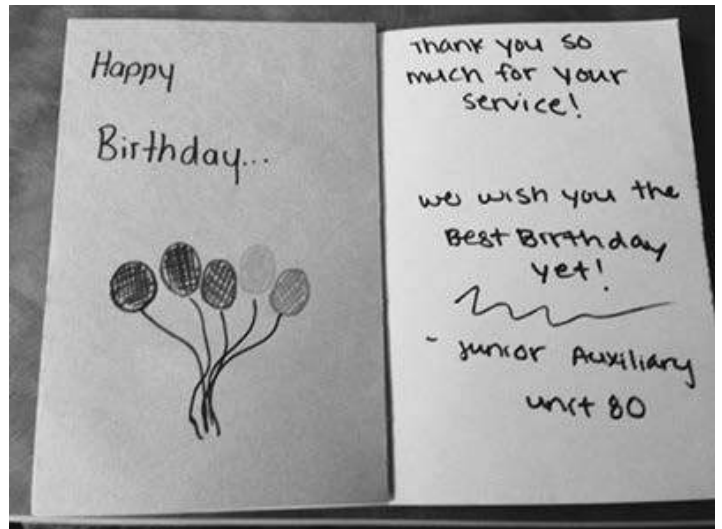 Happy
Birthday...
Thank you so
much for your
service!
we wish you the
Best Birthday
yet!
- Junior Auxiliary
unit 80